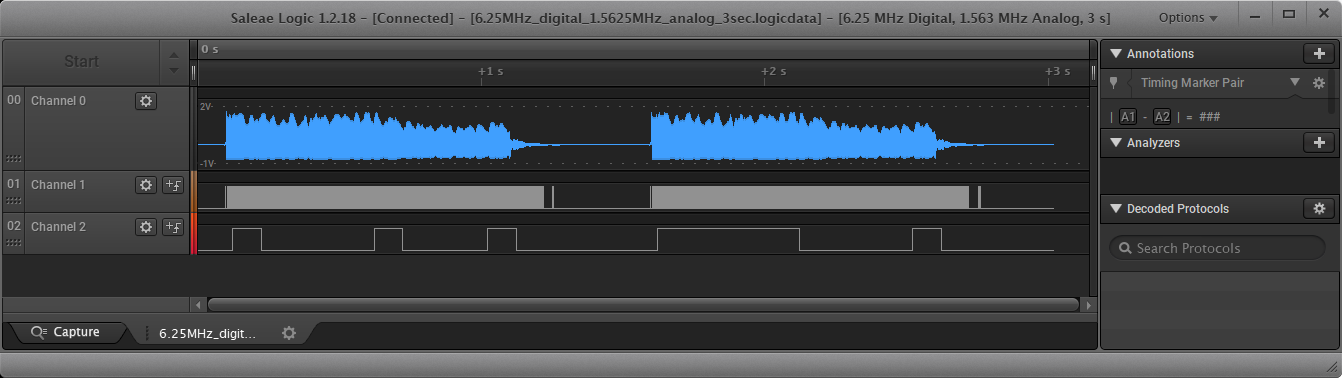 Saleae Logic 1.2.18 - [Connected] - [6.25MHz_digital_1.5625MHz_analog_3sec.logicdata] - [6.25 MHz Digital, 1.563 MHz Analog, 3 s]
Options
Start
0 s
+1 s
+2 s
+3 s
00 Channel 0
2V
-1V
01 Channel 1
02 Channel 2
Annotations
Timing Marker Pair
| A1 - A2 | = ###
Analyzers
Decoded Protocols
Search Protocols
Capture
6.25MHz_digit...